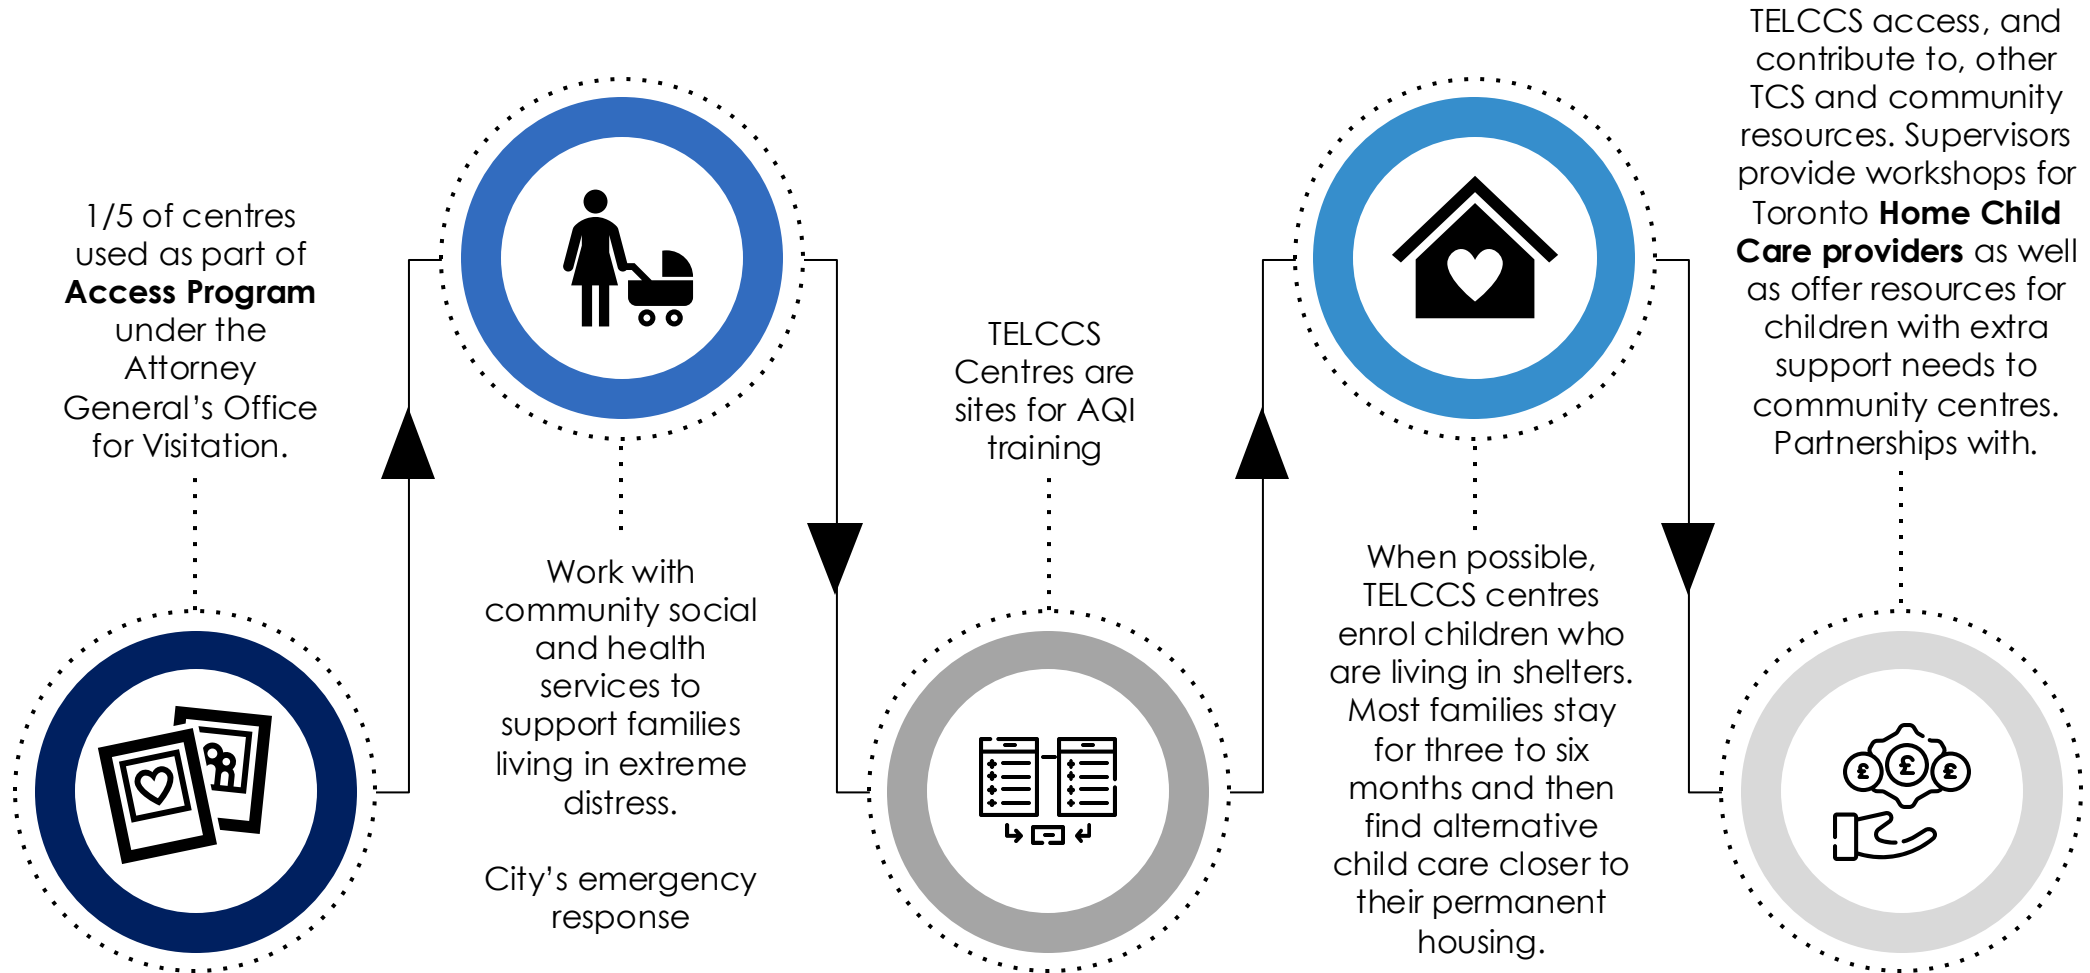 1/5 of centres
used as part of
Access Program
under the
Attorney
General’s Office
for Visitation.
Work with
community social
and health
services to
support families
living in extreme
distress.
City’s emergency
response
TELCCS
Centres are
sites for AQI
training
When possible,
TELCCS centres
enrol children who
are living in shelters.
Most families stay
for three to six
months and then
find alternative
child care closer to
their permanent
housing.
TELCCS access, and
contribute to, other
TCS and community
resources. Supervisors
provide workshops for
Toronto Home Child
Care providers as well
as offer resources for
children with extra
support needs to
community centres.
Partnerships with.
£ £ £